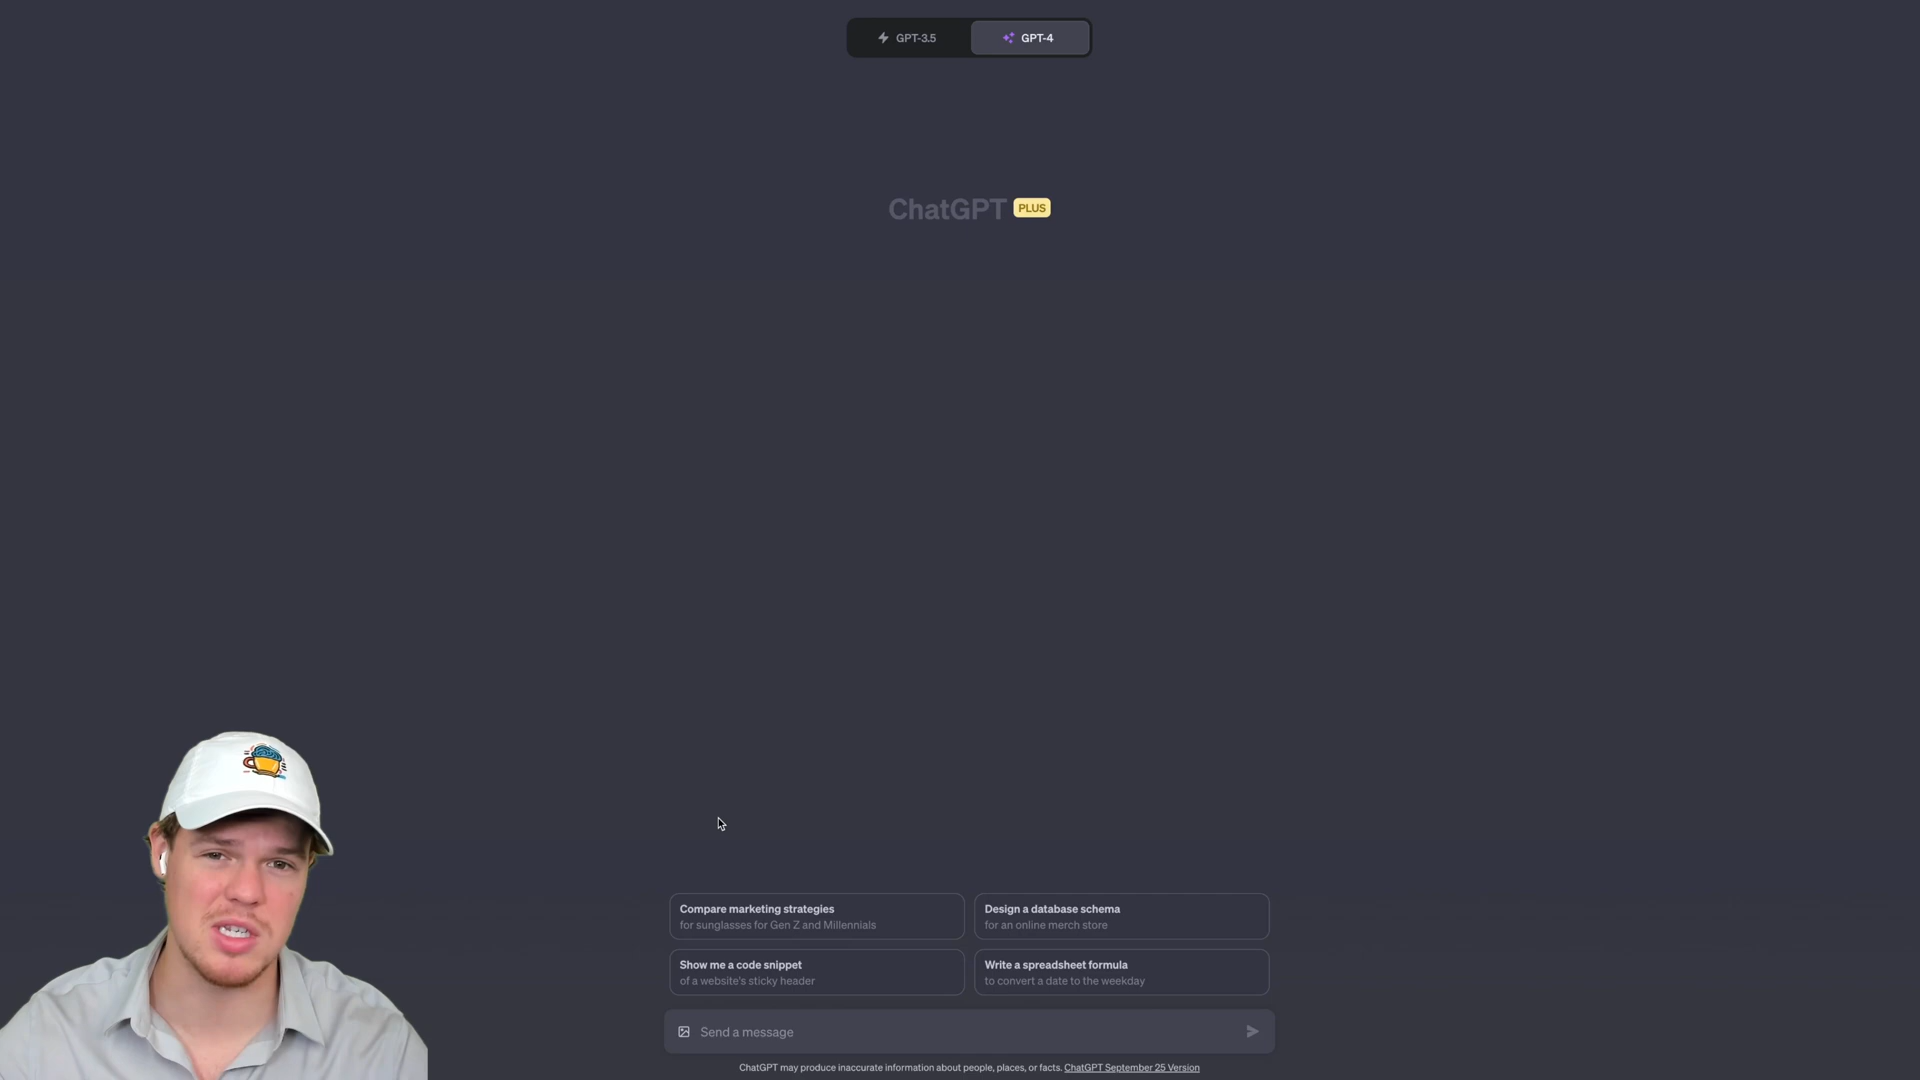 GPT-3.5
GPT-4
ChatGPT PLUS
Compare marketing strategies
for sunglasses for Gen Z and Millennials
Design a database schema
for an online merch store
Show me a code snippet
of a website's sticky header
Write a spreadsheet formula
to convert a date to the weekday
Send a message
ChatGPT may produce inaccurate information about people, places, or facts. ChatGPT September 25 Version